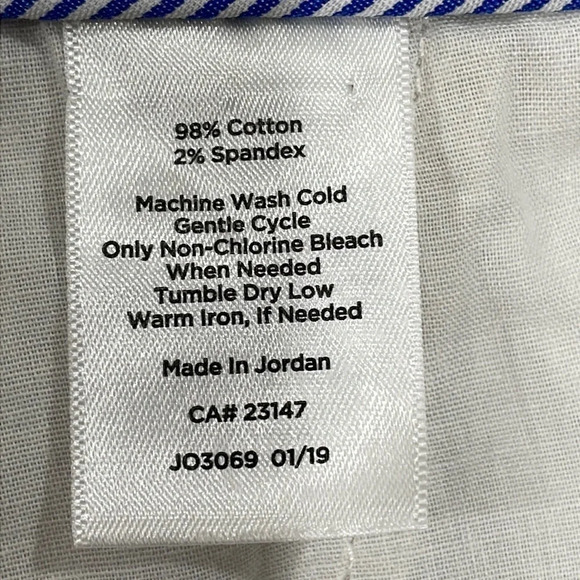 98% Cotton
2% Spandex
Machine Wash Cold
Gentle Cycle
Only Non-Chlorine Bleach
When Needed
Tumble Dry Low
Warm Iron, If Needed
Made In Jordan
CA# 23147
JO3069 01/19